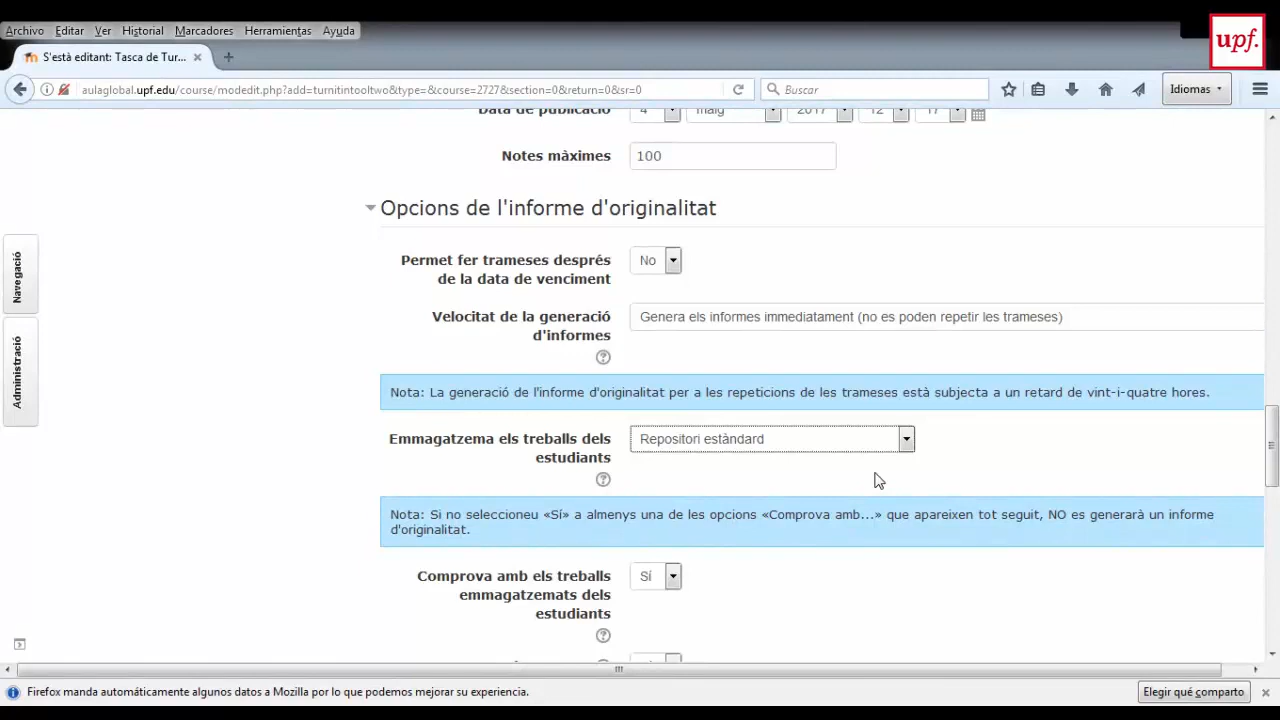 Archivo Editar Ver Historial Marcadores Herramientas Ayuda
upf.
S'està editant: Tasca de Tur...
aulaglobal.upf.edu/course/modedit.php?add=turnitintooltwo&type=&course=2727&section=0&return=0&sr=0
Buscar
Idiomas
Data de publicació 4 maig 2017 12 17
Notes màximes 100
Opcions de l'informe d'originalitat
Permet fer trameses després No
de la data de venciment
Velocitat de la generació Genera els informes immediatament (no es poden repetir les trameses)
d'informes
Nota: La generació de l'informe d'originalitat per a les repeticions de les trameses està subjecta a un retard de vint-i-quatre hores.
Emmagatzema els treballs dels Repositori estàndard
estudiants
Nota: Si no seleccioneu «Sí» a almenys una de les opcions «Comprova amb...» que apareixen tot seguit, NO es generarà un informe
d'originalitat.
Comprova amb els treballs Sí
emmagatzemats dels
estudiants
Navegació
Administració
Firefox manda automáticamente algunos datos a Mozilla por lo que podemos mejorar su experiencia.
Elegir qué comparto